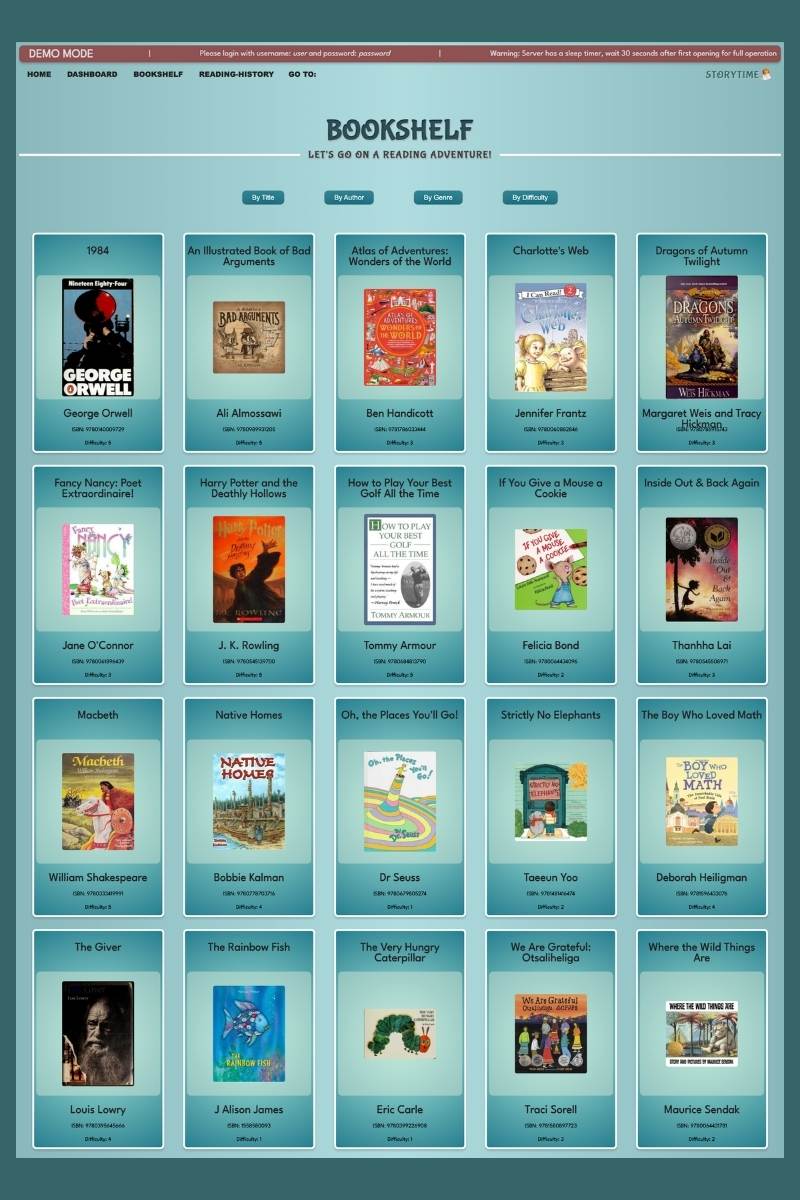 DEMO MODE | Please login with username: user and password: password | Warning: Server has a sleep timer, wait 30 seconds after first opening for full operation
HOME DASHBOARD BOOKSHELF READING-HISTORY GO TO: STORYTIME
BOOKSHELF
LET'S GO ON A READING ADVENTURE!
By Title By Author By Genre By Difficulty
1984
Nineteen Eighty-Four
GEORGE
ORWELL
George Orwell
ISBN: 9780140009729
Difficulty: 5
An Illustrated Book of Bad
Arguments
BAD ARGUMENTS
Ali Almossawi
ISBN: 9780989931205
Difficulty: 5
Atlas of Adventures:
Wonders of the World
ATLAS OF
ADVENTURES
WONDERS OF
THE WORLD
Ben Handicott
ISBN: 9781786033444
Difficulty: 3
Charlotte's Web
I Can Read! 2
Charlotte's
Web
Jennifer Frantz
ISBN: 9780060882846
Difficulty: 3
Dragons of Autumn
Twilight
DRAGONS
AUTUMN TWILIGHT
WEIS HICKMAN
Margaret Weis and Tracy
Hickman
Difficulty: 3
Fancy Nancy: Poet
Extraordinaire!
Fancy
NANCY
Poet Extraordinaire!
Jane O'Connor
ISBN: 9780061896439
Difficulty: 3
Harry Potter and the
Deathly Hollows
Harry Potter
Deathly Hallows
J. K. ROWLING
J. K. Rowling
ISBN: 9780545139700
Difficulty: 5
How to Play Your Best
Golf All the Time
HOW TO PLAY
YOUR BEST
GOLF
ALL THE TIME
TOMMY ARMOUR
Tommy Armour
ISBN: 9780684813790
Difficulty: 5
If You Give a Mouse a
Cookie
IF YOU GIVE
A MOUSE
A COOKIE
Felicia Bond
ISBN: 9780064434096
Difficulty: 2
Inside Out & Back Again
Inside
Out
&
Back
Again
Thanhha Lai
ISBN: 9780545508971
Difficulty: 3
Macbeth
Macbeth
William Shakespeare
William Shakespeare
ISBN: 9780333419991
Difficulty: 5
Native Homes
NATIVE
HOMES
Bobbie Kalman
ISBN: 9780778703716
Difficulty: 4
Oh, the Places You'll Go!
Oh, the Places
You'll
Go!
Dr. Seuss
Dr Seuss
ISBN: 9780679805274
Difficulty: 1
Strictly No Elephants
STRICTLY NO
ELEPHANTS
Taeeun Yoo
ISBN: 9781481416474
Difficulty: 2
The Boy Who Loved Math
The BOY WHO
LOVED
MATH
Deborah Heiligman
ISBN: 9781596433076
Difficulty: 4
The Giver
Lois Lowry
Louis Lowry
ISBN: 9780395645666
Difficulty: 4
The Rainbow Fish
THE
RAINBOW FISH
J Alison James
ISBN: 1558580093
Difficulty: 1
The Very Hungry
Caterpillar
Eric Carle
ISBN: 9780399226908
Difficulty: 1
We Are Grateful:
Otsaliheliga
We Are Grateful
Traci Sorell
ISBN: 9781580897723
Difficulty: 2
Where the Wild Things
Are
WHERE THE WILD THINGS ARE
STORY AND PICTURES BY MAURICE SENDAK
Maurice Sendak
ISBN: 9780064431781
Difficulty: 2